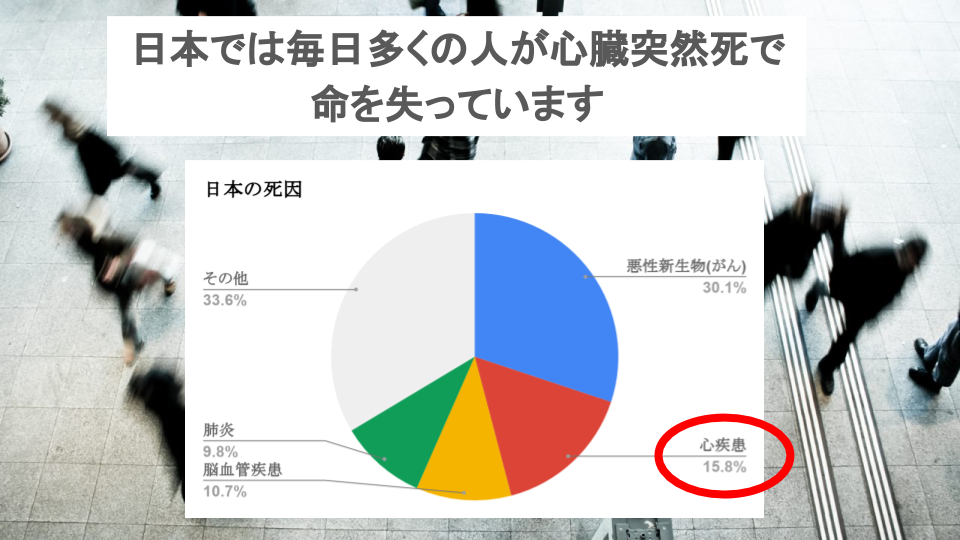 日本では毎日多くの人が心臓突然死で
命を失っています
日本の死因
その他
33.6%
悪性新生物(がん)
30.1%
肺炎
9.8%
脳血管疾患
10.7%
心疾患
15.8%